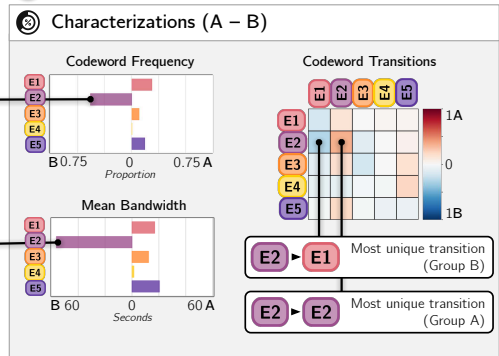 % Characterizations (A – B)
Codeword Frequency
E1
E2
E3
E4
E5
B 0.75 0 0.75 A
Proportion
Mean Bandwidth
E1
E2
E3
E4
E5
B 60 0 60 A
Seconds
Codeword Transitions
E1 E2 E3 E4 E5
E1
E2
E3
E4
E5
1A
0
1B
E2 ► E1 Most unique transition
(Group B)
E2 ► E2 Most unique transition
(Group A)